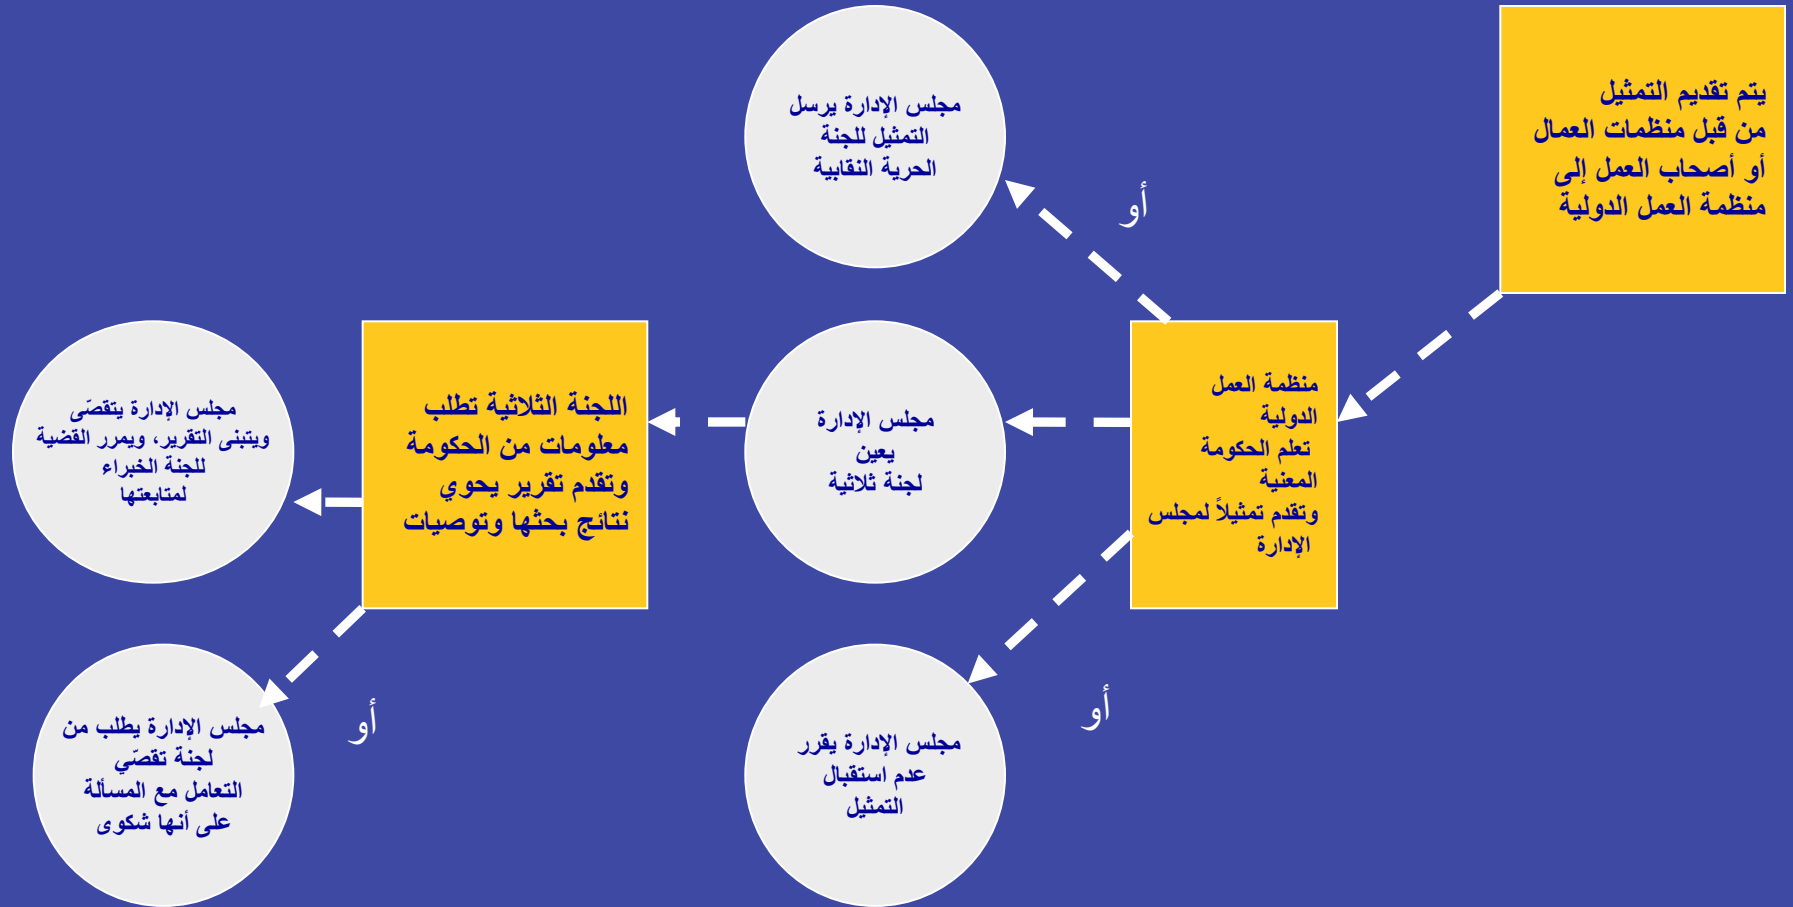 يتم تقديم التمثيل
من قبل منظمات العمال
أو أصحاب العمل إلى
منظمة العمل الدولية
منظمة العمل
الدولية
تعلم الحكومة
المعنية
وتقدم تمثيلاً لمجلس
الإدارة
أو
مجلس الإدارة يرسل
التمثيل للجنة
الحرية النقابية
مجلس الإدارة
يعين
لجنة ثلاثية
أو
مجلس الإدارة يقرر
عدم استقبال
التمثيل
اللجنة الثلاثية تطلب
معلومات من الحكومة
وتقدم تقرير يحوي
نتائج بحثها وتوصيات
مجلس الإدارة يتقصّى
ويتبنى التقرير، ويمرر القضية
للجنة الخبراء
لمتابعتها
أو
مجلس الإدارة يطلب من
لجنة تقصّي
التعامل مع المسألة
على أنها شكوى